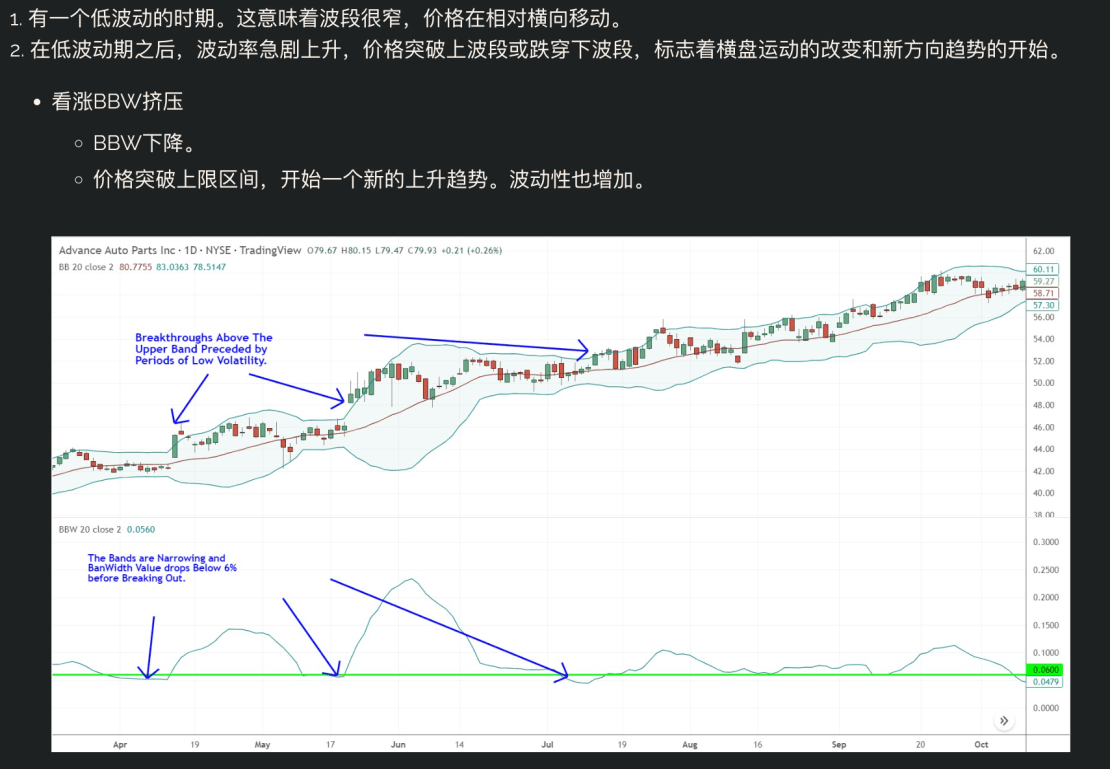 1. 有一个低波动的时期。这意味着波段很窄，价格在相对横向移动。
2. 在低波动期之后，波动率急剧上升，价格突破上波段或跌穿下波段，标志着横盘运动的改变和新方向趋势的开始。
• 看涨BBW挤压
◦ BBW下降。
◦ 价格突破上限区间，开始一个新的上升趋势。波动性也增加。
Advance Auto Parts Inc · 1D · NYSE · TradingView O79.67 H80.15 L79.47 C79.93 +0.21 (+0.26%)
BB 20 close 2 80.7755 83.0363 78.5147
62.00
60.11
59.27
58.71
57.30
56.00
54.00
52.00
50.00
48.00
46.00
44.00
42.00
40.00
38.00
Breakthroughs Above The
Upper Band Preceded by
Periods of Low Volatility.
BBW 20 close 2 0.0560
The Bands are Narrowing and
BanWidth Value drops Below 6%
before Breaking Out.
0.3000
0.2500
0.2000
0.1500
0.1000
0.0600
0.0479
0.0000
Apr 19 May 17 Jun 14 Jul 19 Aug 16 Sep 20 Oct